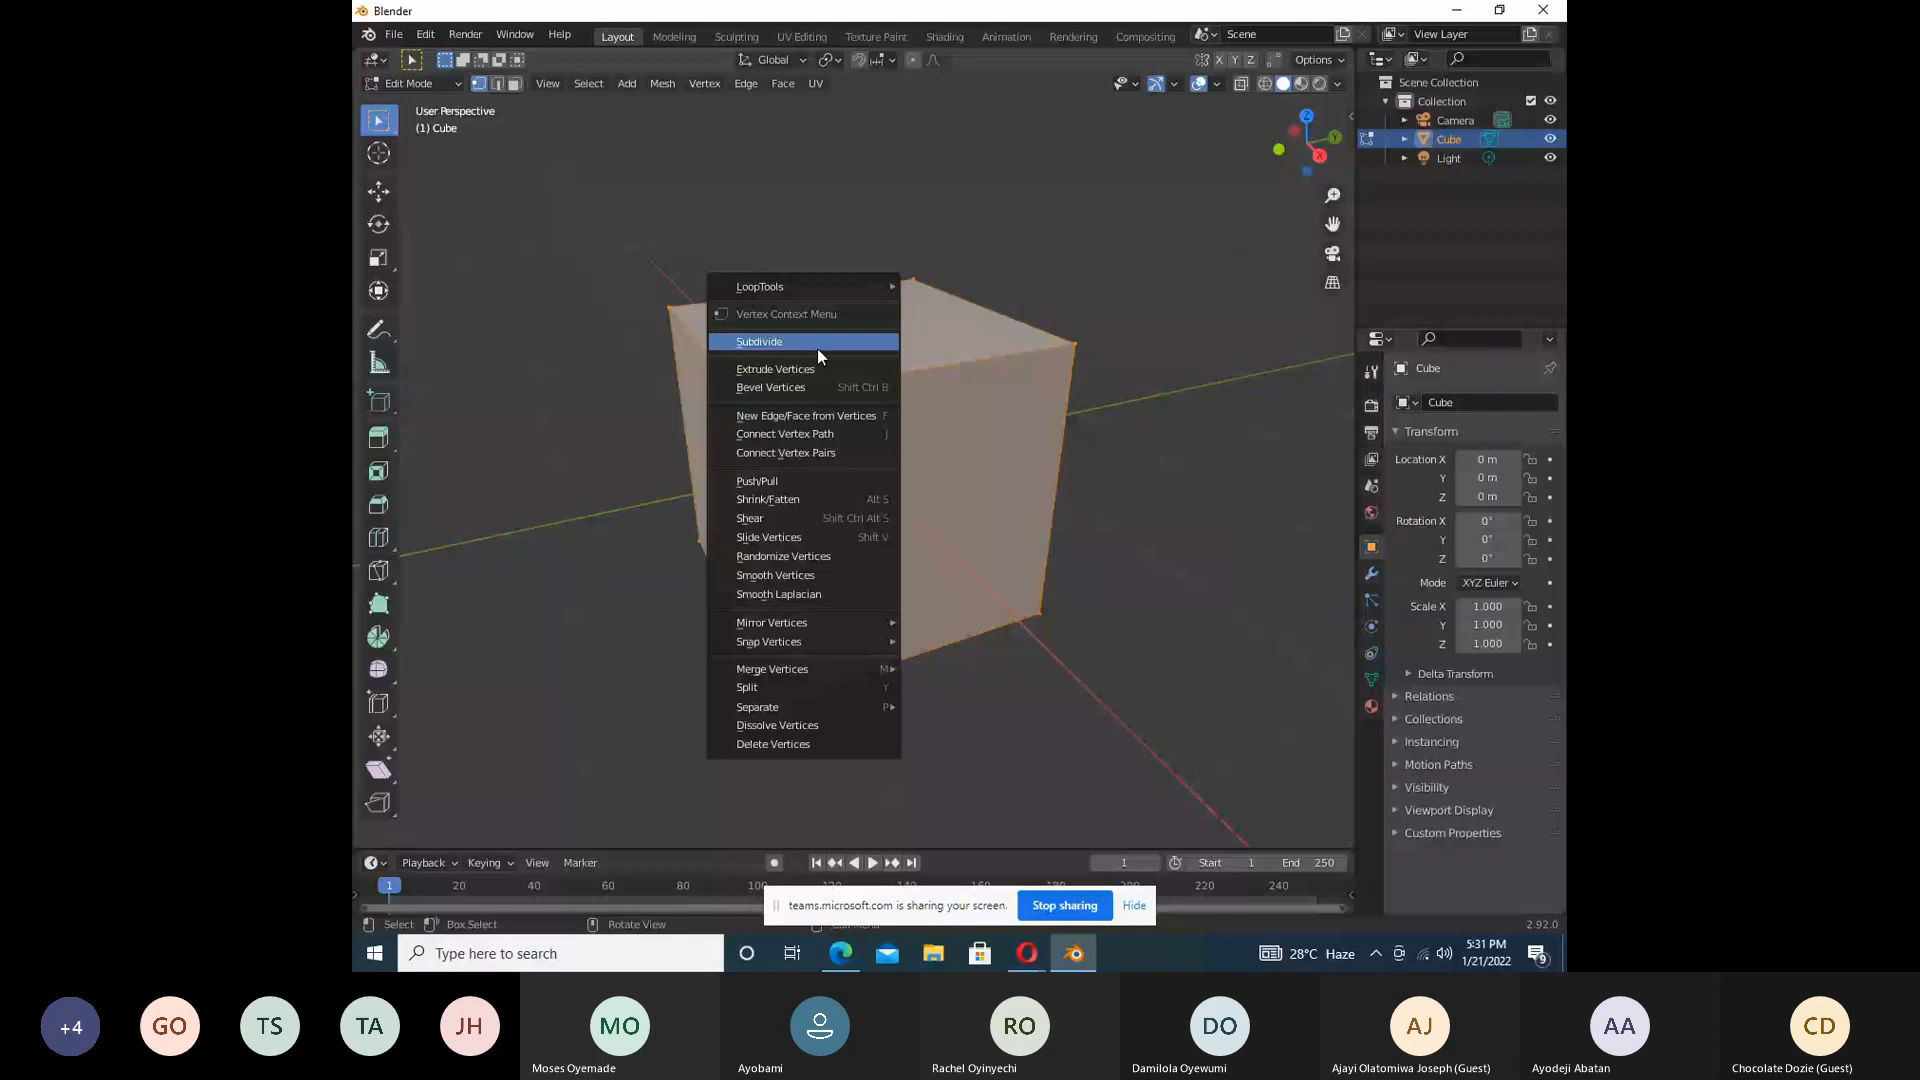 Blender
File Edit Render Window Help Layout Modeling Sculpting UV Editing Texture Paint Shading Animation Rendering Compositing Scene View Layer
Global X Y Z Options
Edit Mode View Select Add Mesh Vertex Edge Face UV
User Perspective
(1) Cube
Z
Y
X
Scene Collection
Collection
Camera
Cube
Light
LoopTools
Vertex Context Menu
Subdivide
Extrude Vertices
Bevel Vertices Shift Ctrl B
New Edge/Face from Vertices F
Connect Vertex Path J
Connect Vertex Pairs
Push/Pull
Shrink/Fatten Alt S
Shear Shift Ctrl Alt S
Slide Vertices Shift V
Randomize Vertices
Smooth Vertices
Smooth Laplacian
Mirror Vertices
Snap Vertices
Merge Vertices M
Split Y
Separate P
Dissolve Vertices
Delete Vertices
Cube
Cube
Transform
Location X 0 m
Y 0 m
Z 0 m
Rotation X 0°
Y 0°
Z 0°
Mode XYZ Euler
Scale X 1.000
Y 1.000
Z 1.000
Delta Transform
Relations
Collections
Instancing
Motion Paths
Visibility
Viewport Display
Custom Properties
Playback Keying View Marker 1 Start 1 End 250
1 20 40 60 80 100 220 240
teams.microsoft.com is sharing your screen. Stop sharing Hide
Select Box Select Rotate View 2.92.0
Type here to search
28°C Haze
5:31 PM
1/21/2022
9
+4 GO TS TA JH MO RO DO AJ AA CD
Moses Oyemade Ayobami Rachel Oyinyechi Damilola Oyewumi Ajayi Olatomiwa Joseph (Guest) Ayodeji Abatan Chocolate Dozie (Guest)